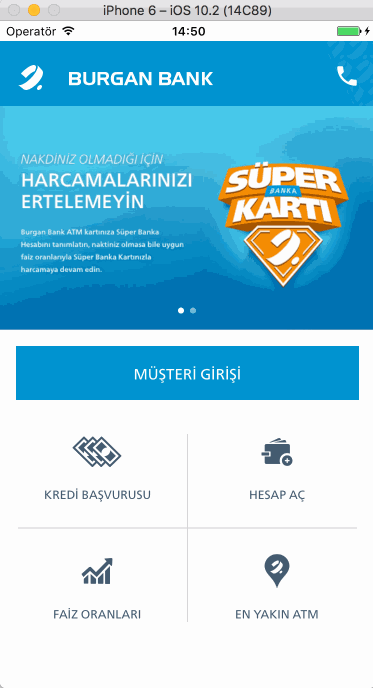 iPhone 6 – iOS 10.2 (14C89)
Operatör 14:50
BURGAN BANK
NAKDİNİZ OLMADIĞI İÇİN
HARCAMALARINIZI
ERTELEMEYİN
Burgan Bank ATM kartınıza Süper Banka
Hesabını tanımlatın, naktiniz olmasa bile uygun
faiz oranlarıyla Süper Banka Kartınızla
harcamaya devam edin.
SÜPER
BANKA
KARTI
MÜŞTERİ GİRİŞİ
KREDİ BAŞVURUSU
HESAP AÇ
FAİZ ORANLARI
EN YAKIN ATM